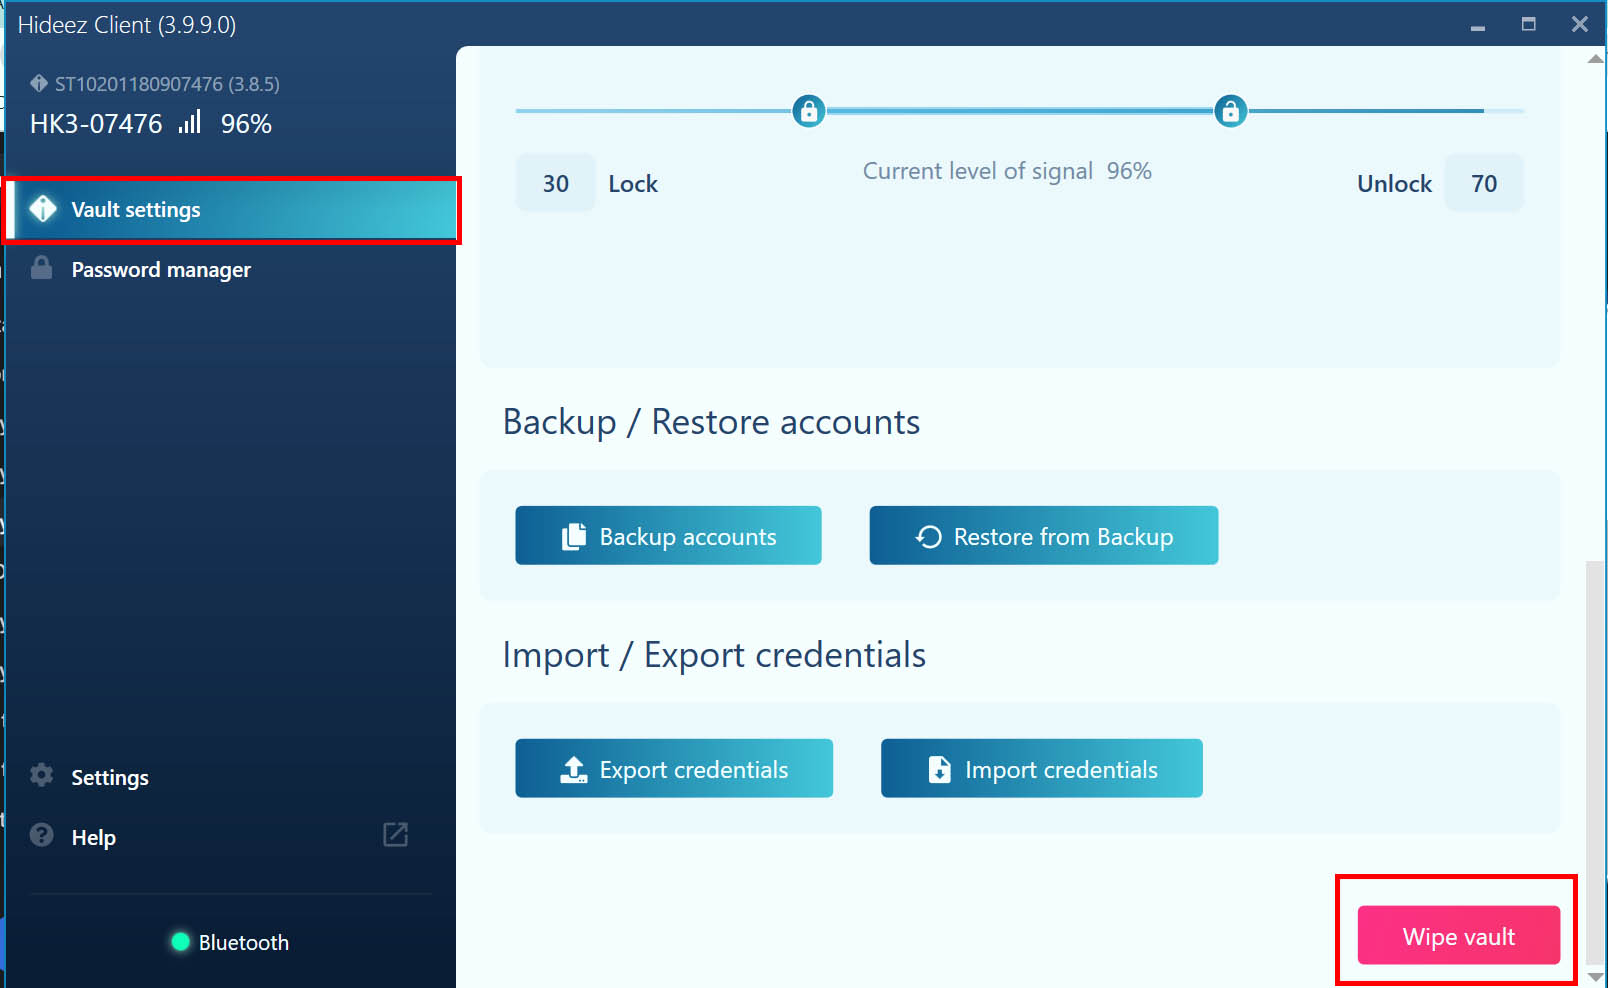 Hideez Client (3.9.9.0)
ST10201180907476 (3.8.5)
HK3-07476 96%
Vault settings
Password manager
Settings
Help
Bluetooth
30 Lock
Current level of signal 96%
Unlock 70
Backup / Restore accounts
Backup accounts
Restore from Backup
Import / Export credentials
Export credentials
Import credentials
Wipe vault